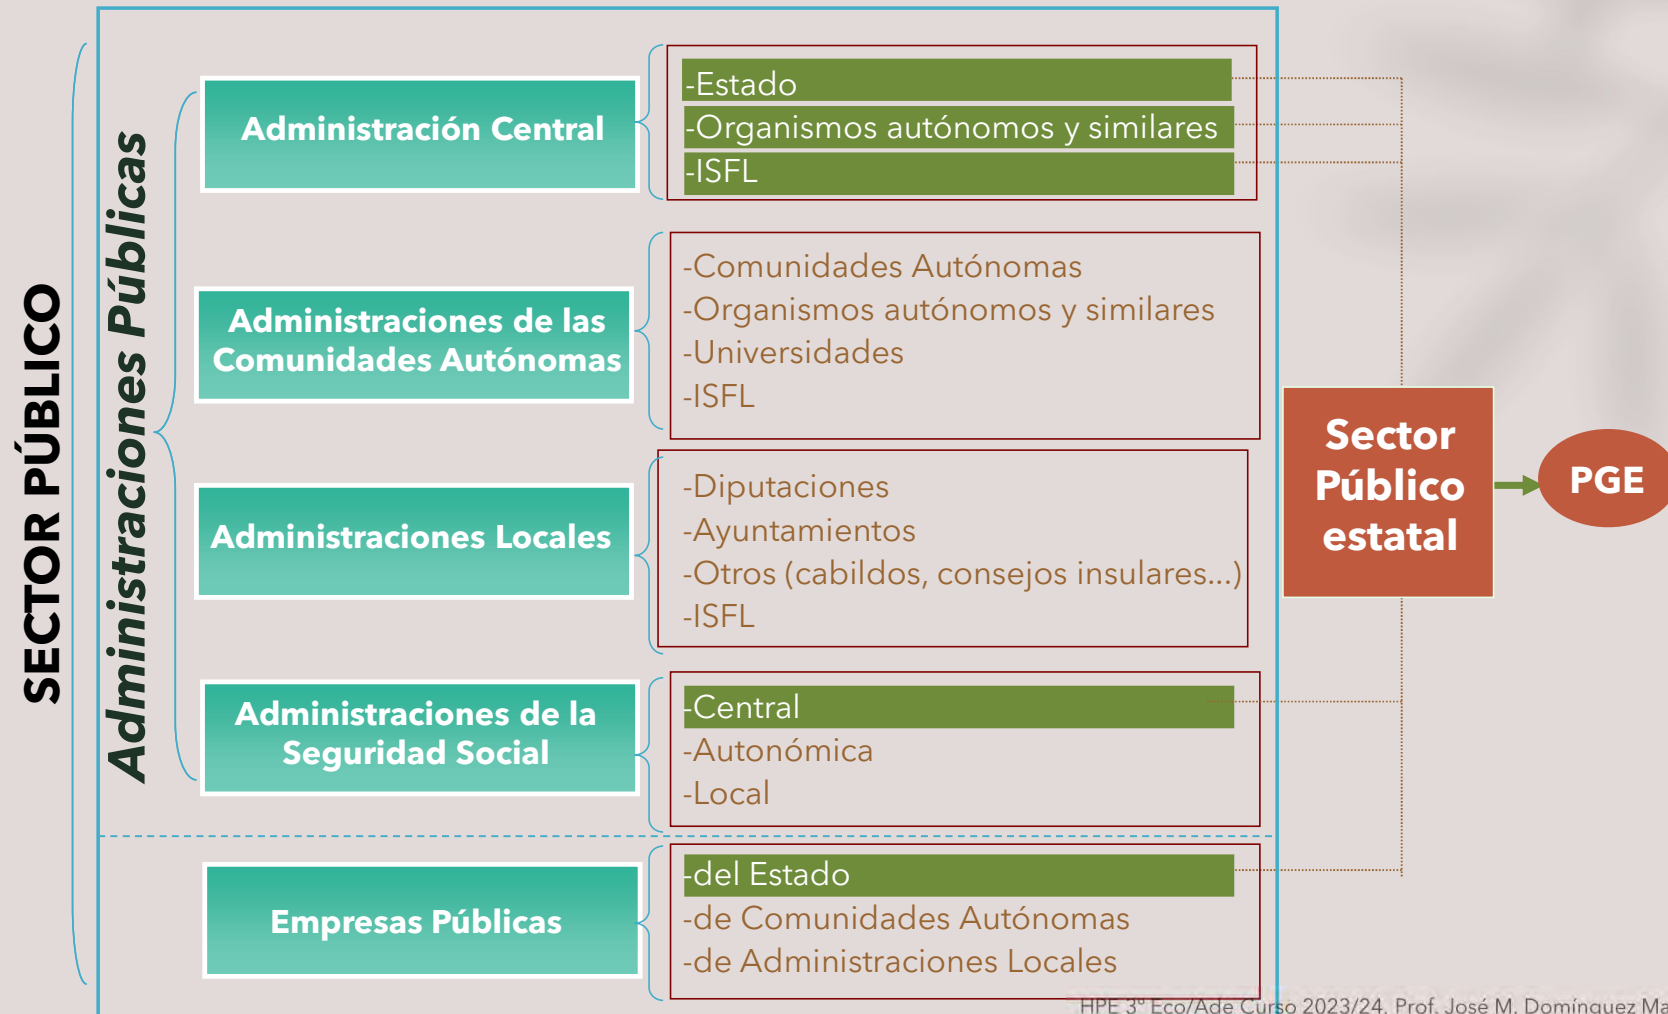 SECTOR PÚBLICO
Administraciones Públicas
Administración Central
-Estado
-Organismos autónomos y similares
-ISFL
Administraciones de las
Comunidades Autónomas
-Comunidades Autónomas
-Organismos autónomos y similares
-Universidades
-ISFL
Administraciones Locales
-Diputaciones
-Ayuntamientos
-Otros (cabildos, consejos insulares...)
-ISFL
Administraciones de la
Seguridad Social
-Central
-Autonómica
-Local
Empresas Públicas
-del Estado
-de Comunidades Autónomas
-de Administraciones Locales
Sector
Público
estatal
PGE
HPE 3º Eco/Ade Curso 2023/24. Prof. José M. Domínguez Ma